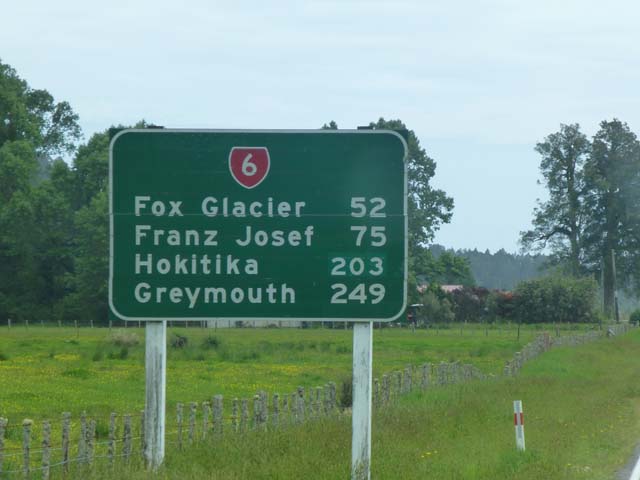 6
Fox Glacier 52
Franz Josef 75
Hokitika 203
Greymouth 249